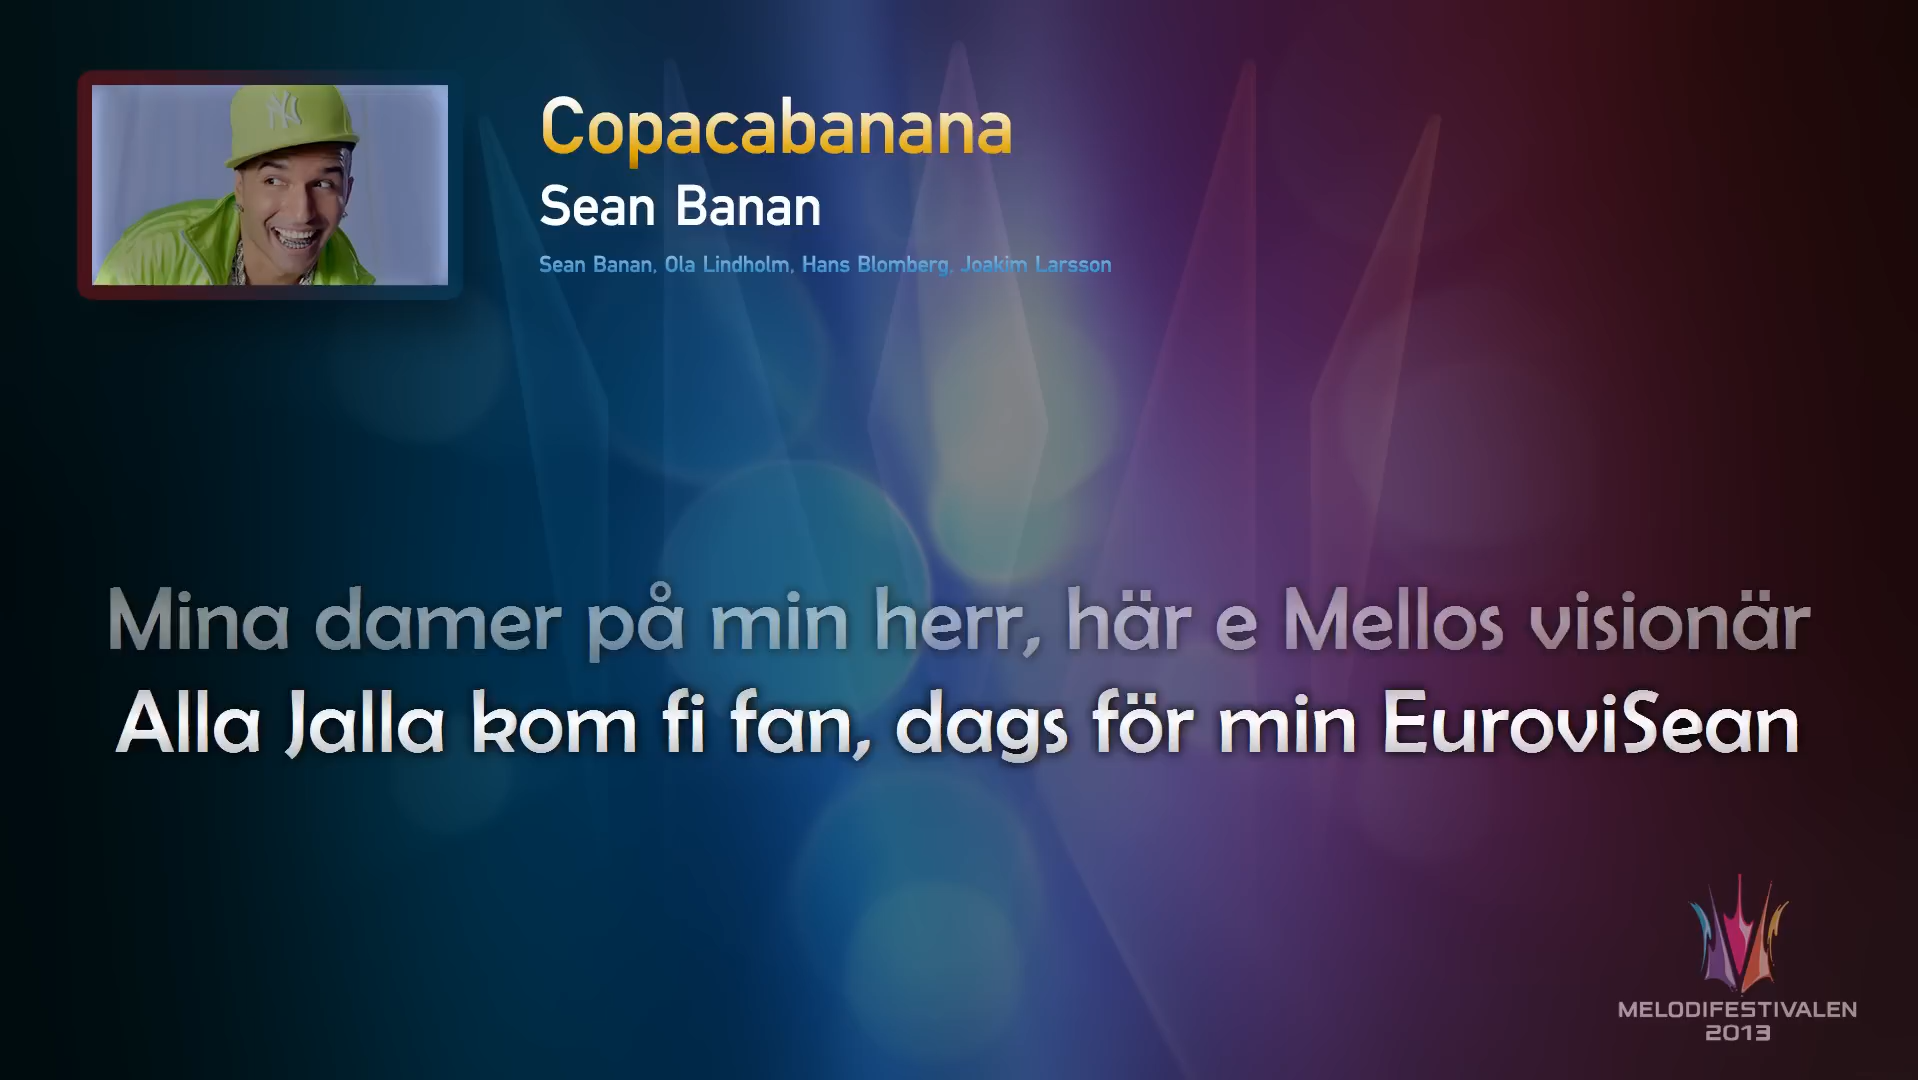 Copacabanana
Sean Banan
Sean Banan, Ola Lindholm, Hans Blomberg, Joakim Larsson
Mina damer på min herr, här e Mellos visionär
Alla Jalla kom fi fan, dags för min EuroviSean
MELODIFESTIVALEN
2013